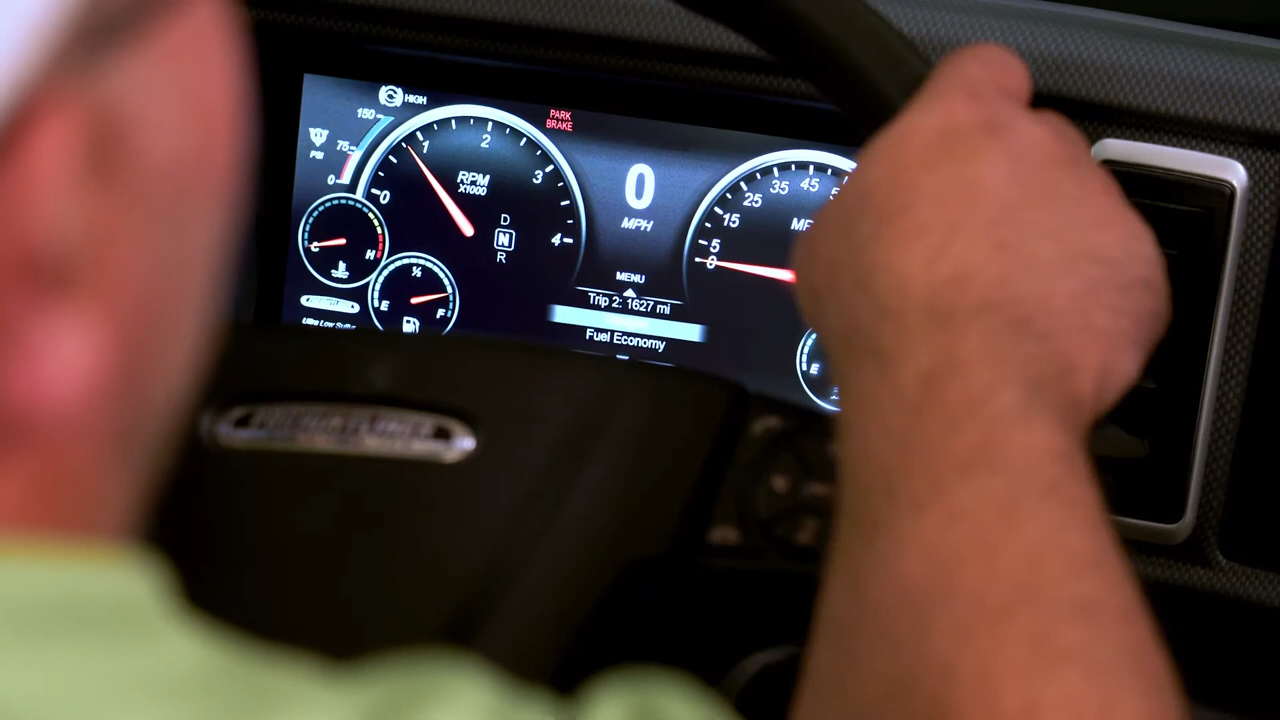 HIGH
150
75
PSI
0
0
1
2
3
4
RPM
X1000
D
N
R
C
H
E
½
F
Ultra Low Sulfur
PARK
BRAKE
0
MPH
MENU
Trip 2: 1627 mi
Fuel Economy
0
5
15
25
35
45
E
FREIGHTLINER